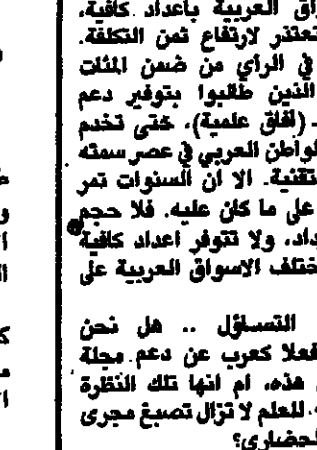 العربية باعداد كافية،
تعتذر لارتفاع ثمن التكلفة.
في الرأي من ضمن المئات
الذين طالبوا بتوفير دعم
(آفاق علمية)، حتى تخدم
المواطن العربي في عصر سمته
تقنية. الا ان السنوات تمر
على ما كان عليه. فلا حجم
ولا تتوفر اعداد كافية
مختلف الاسواق العربية على
التساؤل .. هل نحن
فعلا كعرب عن دعم مجلة
هذه، ام انها تلك النظرة
للعلم لا تزال تصبغ مجرى
الحضاري؟